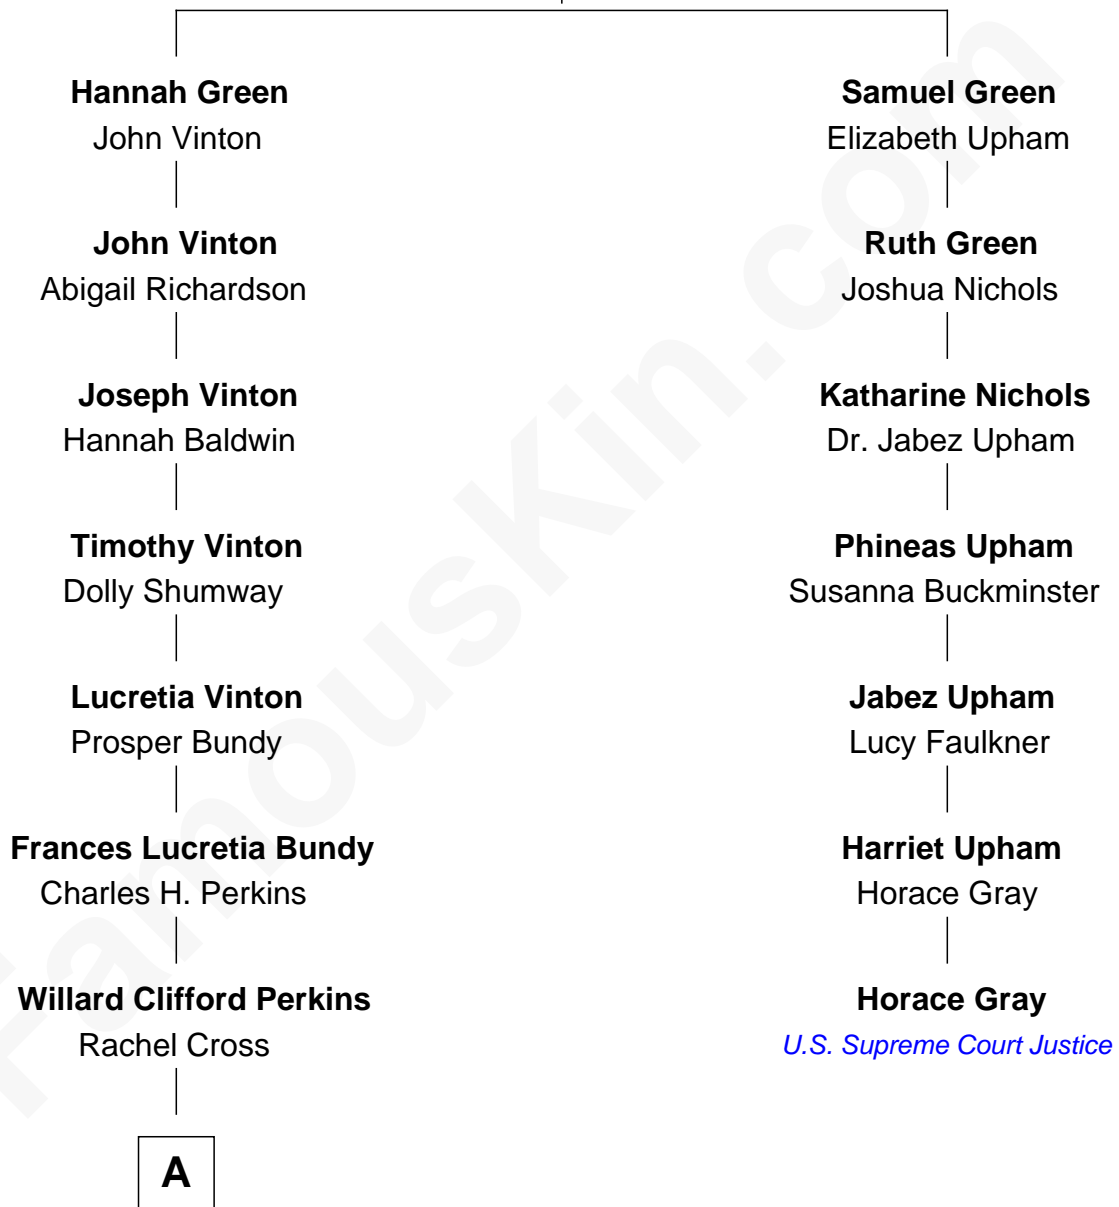 Hannah Green
John Vinton
John Vinton
Abigail Richardson
Joseph Vinton
Hannah Baldwin
Timothy Vinton
Dolly Shumway
Lucretia Vinton
Prosper Bundy
Frances Lucretia Bundy
Charles H. Perkins
Willard Clifford Perkins
Rachel Cross
A
Samuel Green
Elizabeth Upham
Ruth Green
Joshua Nichols
Katharine Nichols
Dr. Jabez Upham
Phineas Upham
Susanna Buckminster
Jabez Upham
Lucy Faulkner
Harriet Upham
Horace Gray
Horace Gray
U.S. Supreme Court Justice
FamousKin.com